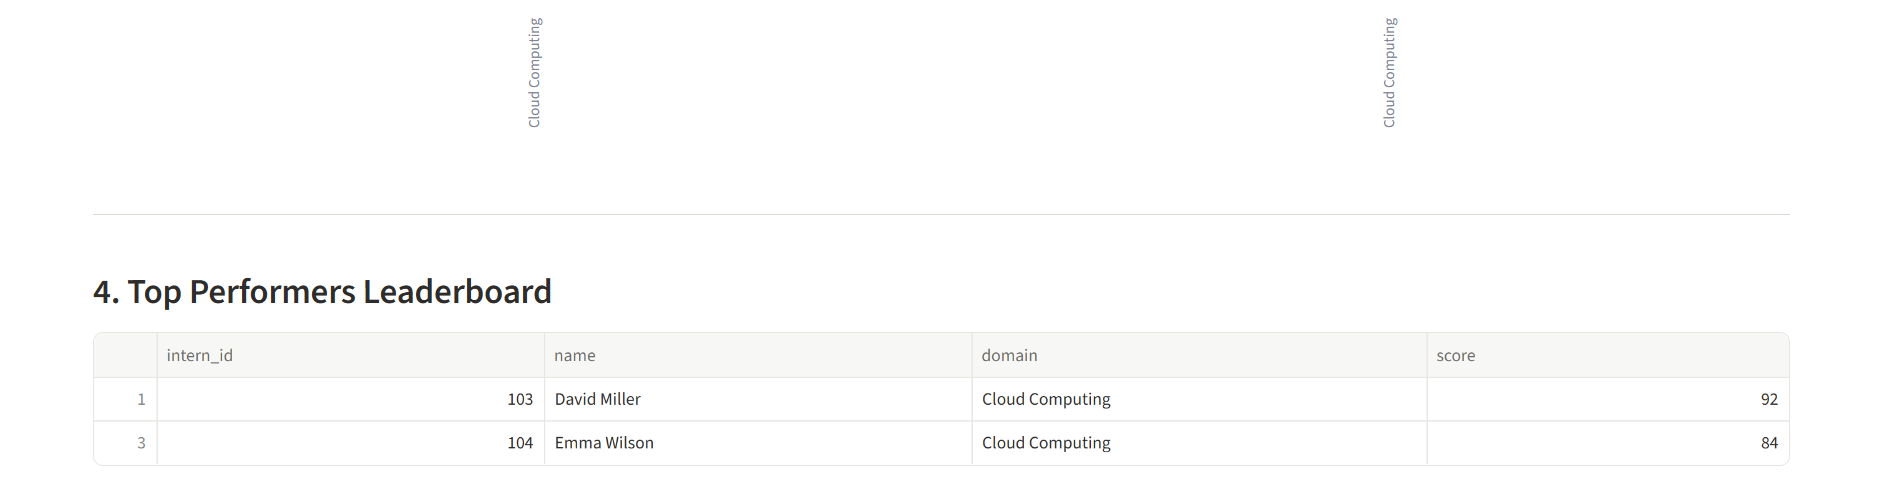 Cloud Computing
Cloud Computing
4. Top Performers Leaderboard
intern_id name domain score
1 103 David Miller Cloud Computing 92
3 104 Emma Wilson Cloud Computing 84